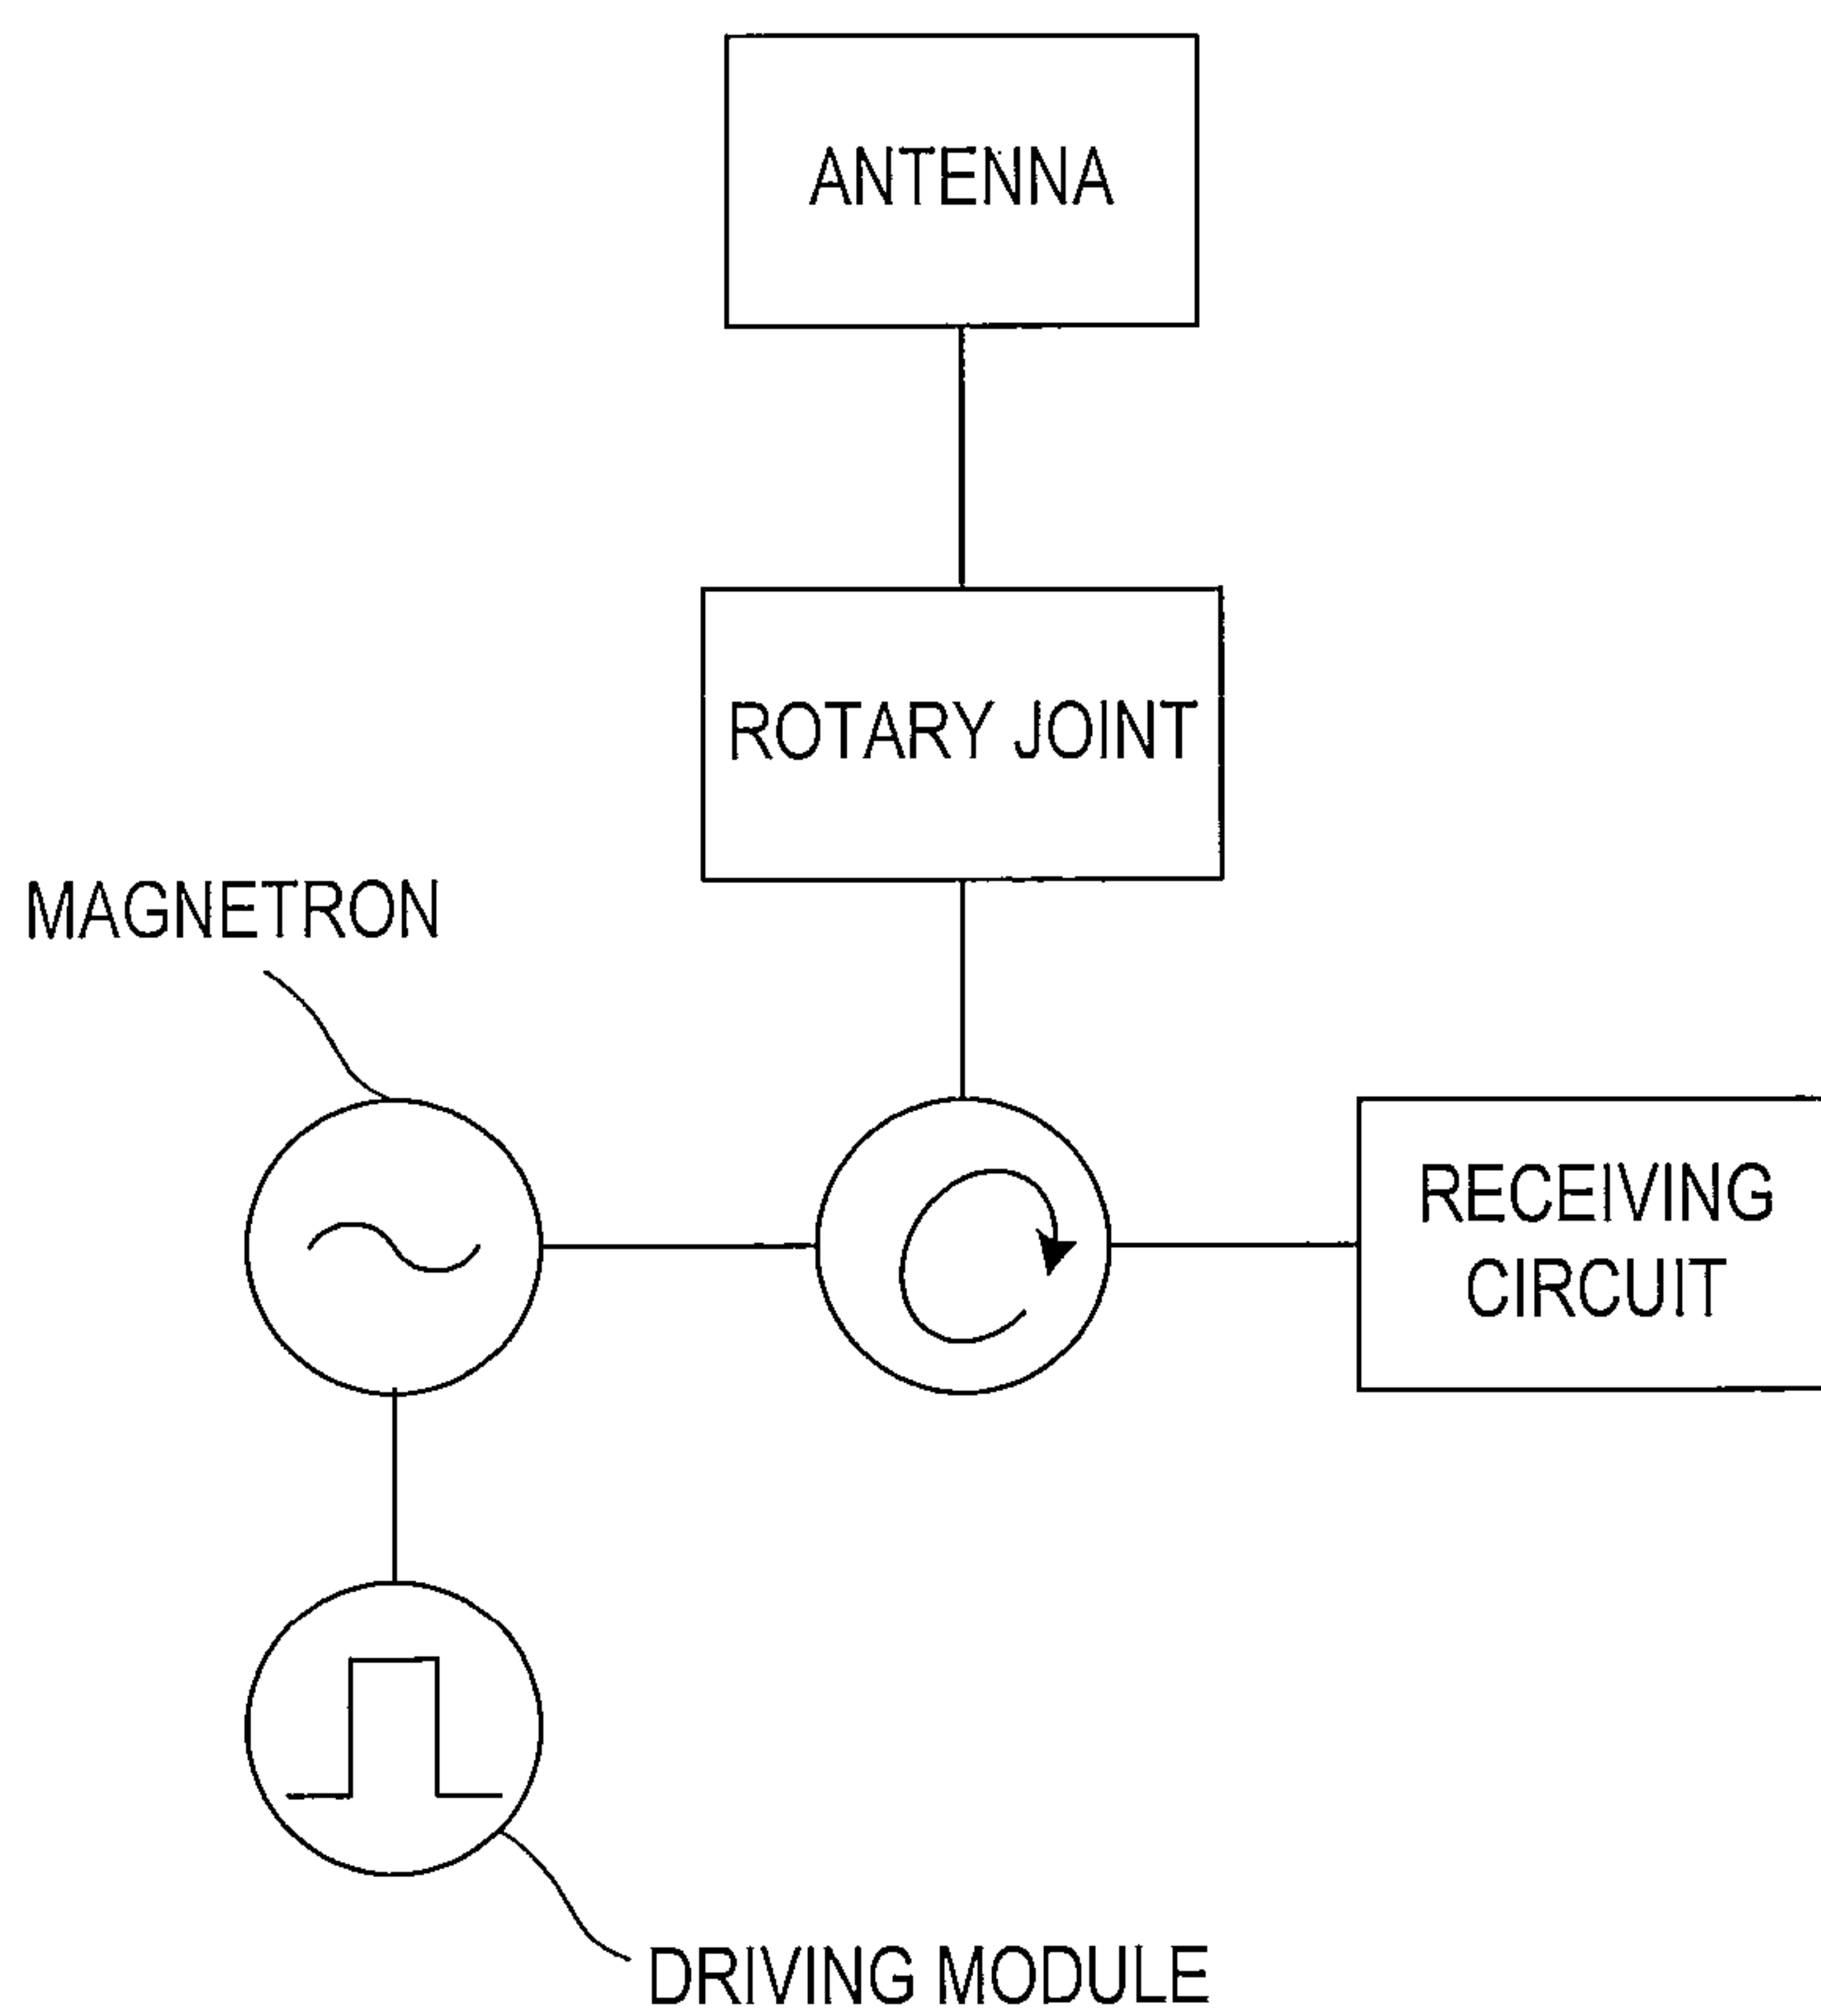 ANTENNA
ROTARY JOINT
MAGNETRON
RECEIVING
CIRCUIT
DRIVING MODULE